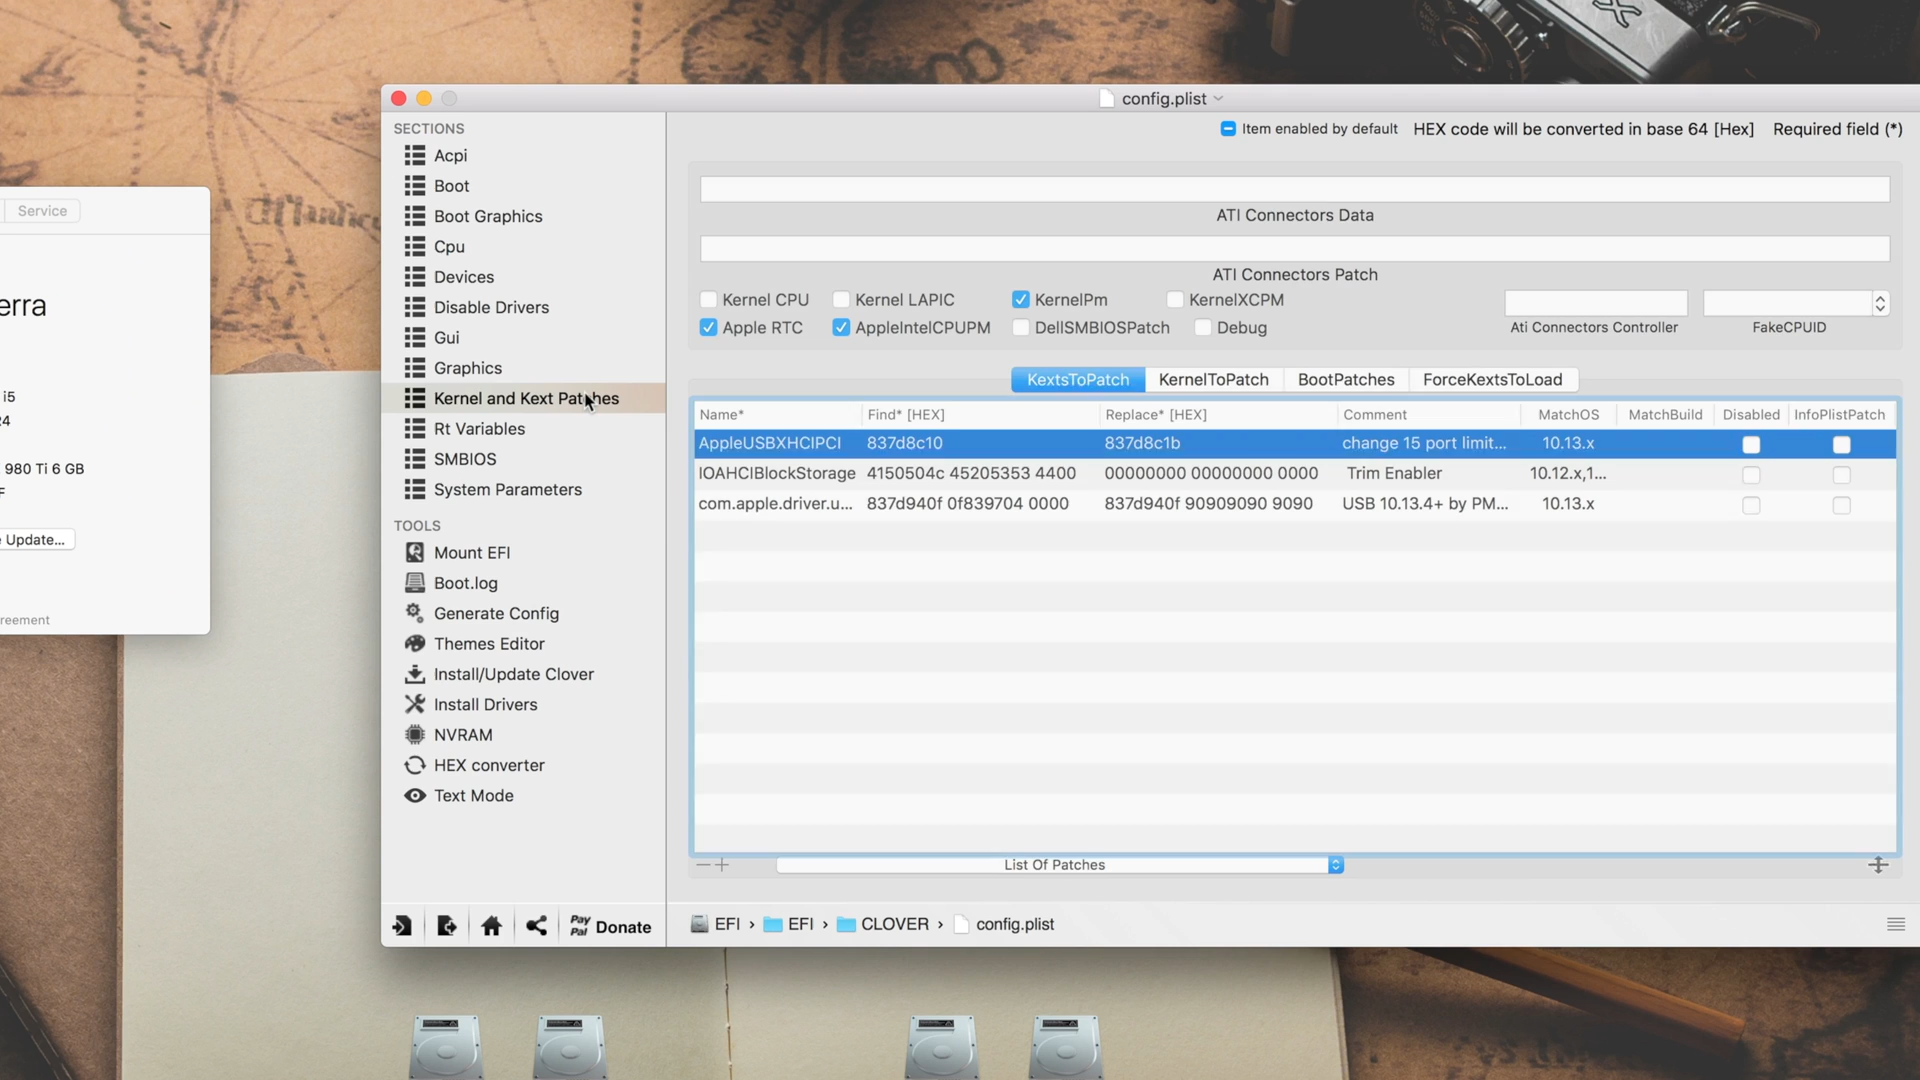 Atlantic
config.plist
SECTIONS
Acpi
Boot
Boot Graphics
Cpu
Devices
Disable Drivers
Gui
Graphics
Kernel and Kext Patches
Rt Variables
SMBIOS
System Parameters
TOOLS
Mount EFI
Boot.log
Generate Config
Themes Editor
Install/Update Clover
Install Drivers
NVRAM
HEX converter
Text Mode
Pay
Pal Donate
Item enabled by default HEX code will be converted in base 64 [Hex] Required field (*)
ATI Connectors Data
ATI Connectors Patch
Kernel CPU Kernel LAPIC KernelPm KernelXCPM
Apple RTC AppleIntelCPUPM DellSMBIOSPatch Debug
Ati Connectors Controller FakeCPUID
KextsToPatch KernelToPatch BootPatches ForceKextsToLoad
Name* Find* [HEX] Replace* [HEX] Comment MatchOS MatchBuild Disabled InfoPlistPatch
AppleUSBXHCIPCI 837d8c10 837d8c1b change 15 port limit... 10.13.x
IOAHCIBlockStorage 4150504c 45205353 4400 00000000 00000000 0000 Trim Enabler 10.12.x,1...
com.apple.driver.u... 837d940f 0f839704 0000 837d940f 90909090 9090 USB 10.13.4+ by PM... 10.13.x
List Of Patches
EFI › EFI › CLOVER › config.plist
Service
erra
i5
24
980 Ti 6 GB
F
e Update...
reement